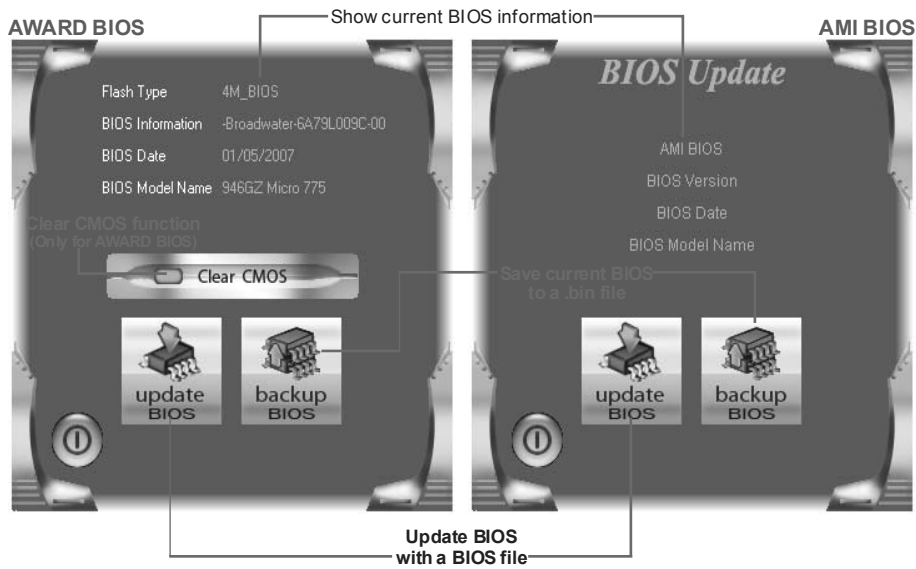 Show current BIOS information
AWARD BIOS
AMI BIOS
Flash Type 4M_BIOS
BIOS Information -Broadwater-6A79L009C-00
BIOS Date 01/05/2007
BIOS Model Name 946GZ Micro 775
Clear CMOS function
(Only for AWARD BIOS)
Clear CMOS
update
BIOS
backup
BIOS
BIOS Update
AMI BIOS
BIOS Version
BIOS Date
BIOS Model Name
Save current BIOS
to a .bin file
update
BIOS
backup
BIOS
Update BIOS
with a BIOS file